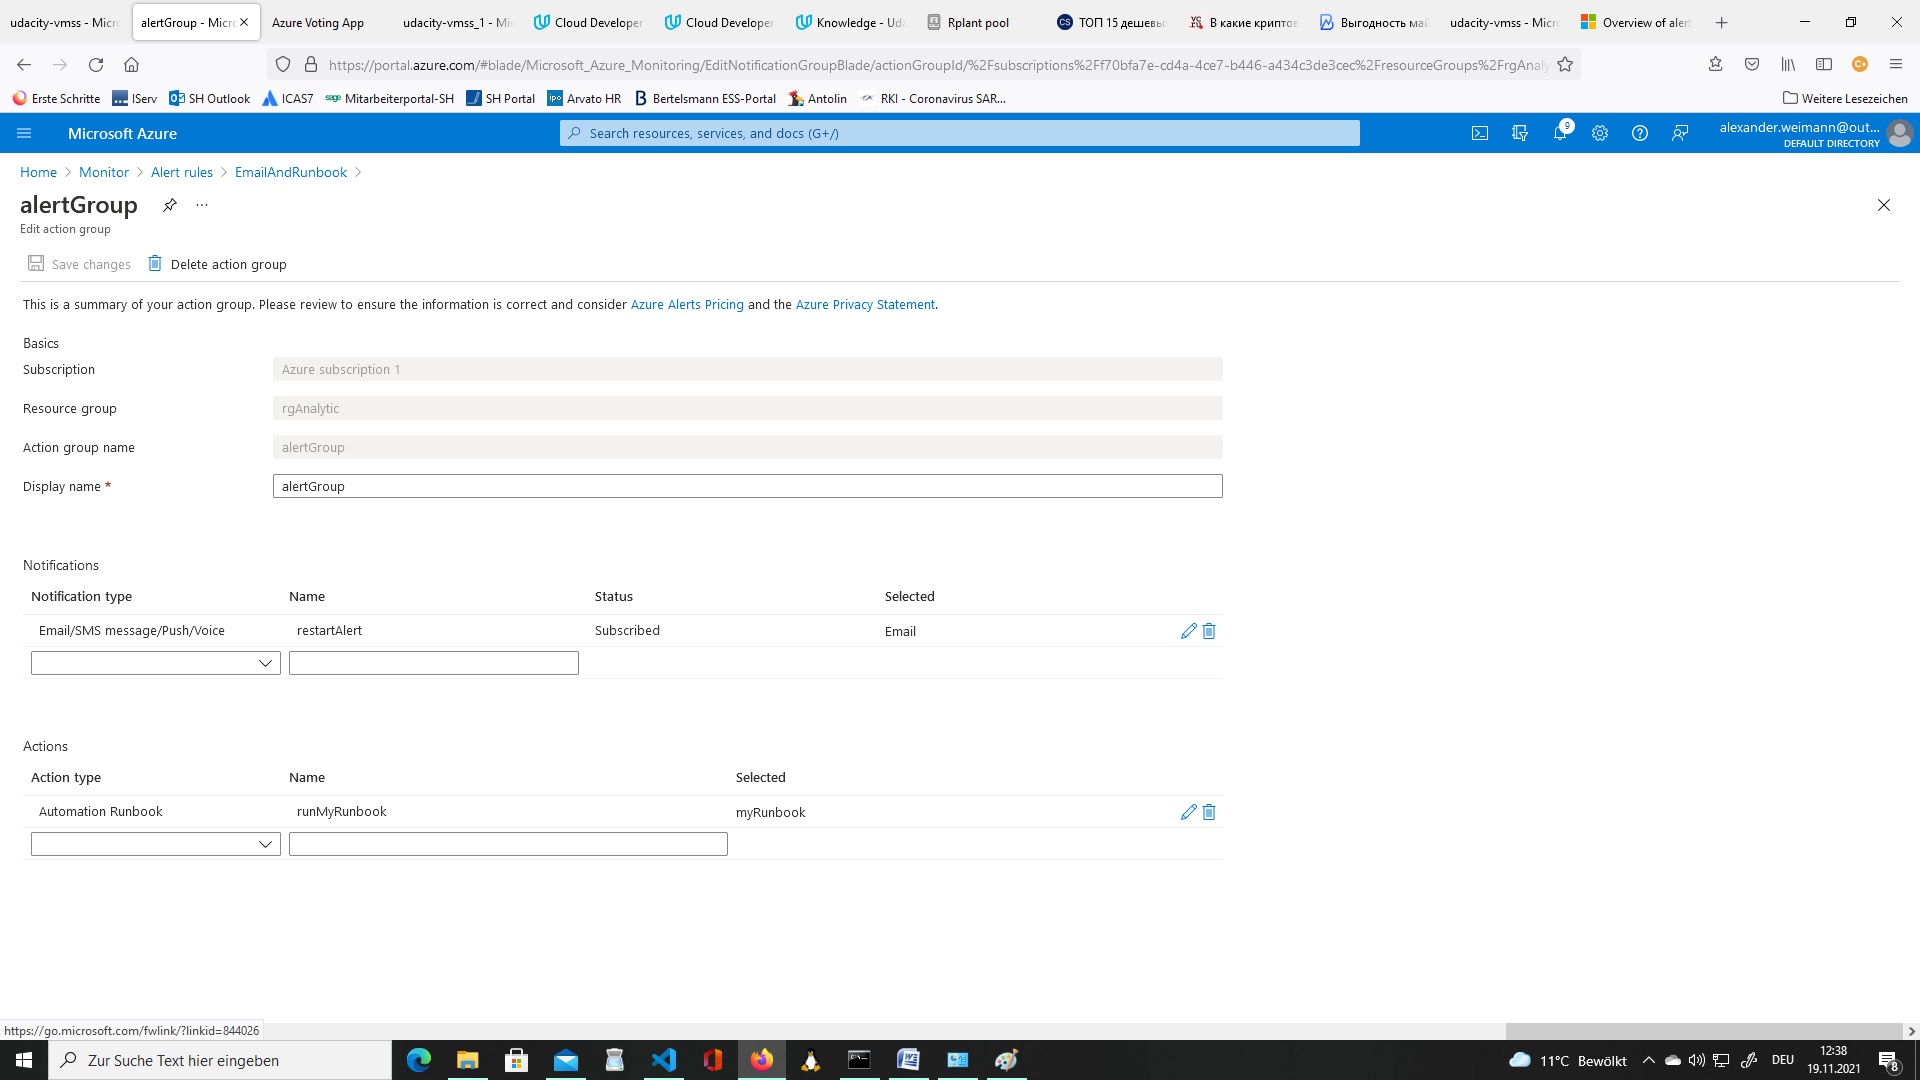 udacity-vmss - Micro
alertGroup - Micro
Azure Voting App
udacity-vmss_1 - Mi
Cloud Developer
Cloud Developer
Knowledge - Uda
Rplant pool
ТОП 15 дешевы
В какие крипто
Выгодность май
udacity-vmss - Micr
Overview of aler
https://portal.azure.com/#blade/Microsoft_Azure_Monitoring/EditNotificationGroupBlade/actionGroupId/%2Fsubscriptions%2Ff70bfa7e-cd4a-4ce7-b446-a434c3de3cec%2FresourceGroups%2FrgAnaly
Erste Schritte
IServ
SH Outlook
ICAS7
Mitarbeiterportal-SH
SH Portal
Arvato HR
Bertelsmann ESS-Portal
Antolin
RKI - Coronavirus SAR...
Weitere Lesezeichen
Microsoft Azure
Search resources, services, and docs (G+/)
9
alexander.weimann@out...
DEFAULT DIRECTORY
Home > Monitor > Alert rules > EmailAndRunbook >
alertGroup
Edit action group
Save changes
Delete action group
This is a summary of your action group. Please review to ensure the information is correct and consider Azure Alerts Pricing and the Azure Privacy Statement.
Basics
Subscription
Azure subscription 1
Resource group
rgAnalytic
Action group name
alertGroup
Display name *
alertGroup
Notifications
Notification type
Name
Status
Selected
Email/SMS message/Push/Voice
restartAlert
Subscribed
Email
Actions
Action type
Name
Selected
Automation Runbook
runMyRunbook
myRunbook
https://go.microsoft.com/fwlink/?linkid=844026
Zur Suche Text hier eingeben
11°C Bewölkt
DEU
12:38
19.11.2021
8